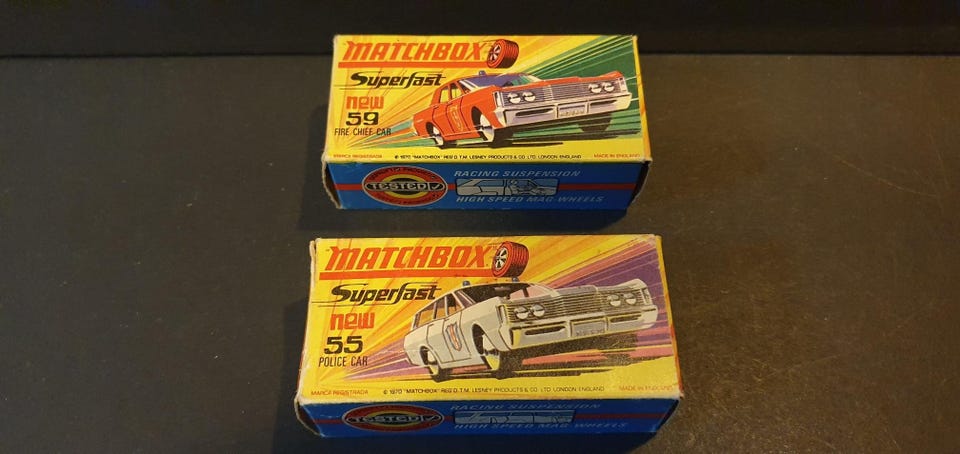 MATCHBOX
Superfast
new
59
FIRE CHIEF CAR
MARCA REGISTRADA © 1970 "MATCHBOX" REG'D. T.M. LESNEY PRODUCTS & CO. LTD. LONDON ENGLAND MADE IN ENGLAND
TESTED
RACING SUSPENSION
HIGH SPEED MAG WHEELS
MATCHBOX
Superfast
new
55
POLICE CAR
MARCA REGISTRADA © 1970 "MATCHBOX" REG'D. T.M. LESNEY PRODUCTS & CO. LTD. LONDON ENGLAND MADE IN ENGLAND
TESTED
RACING SUSPENSION
HIGH SPEED MAG-WHEELS